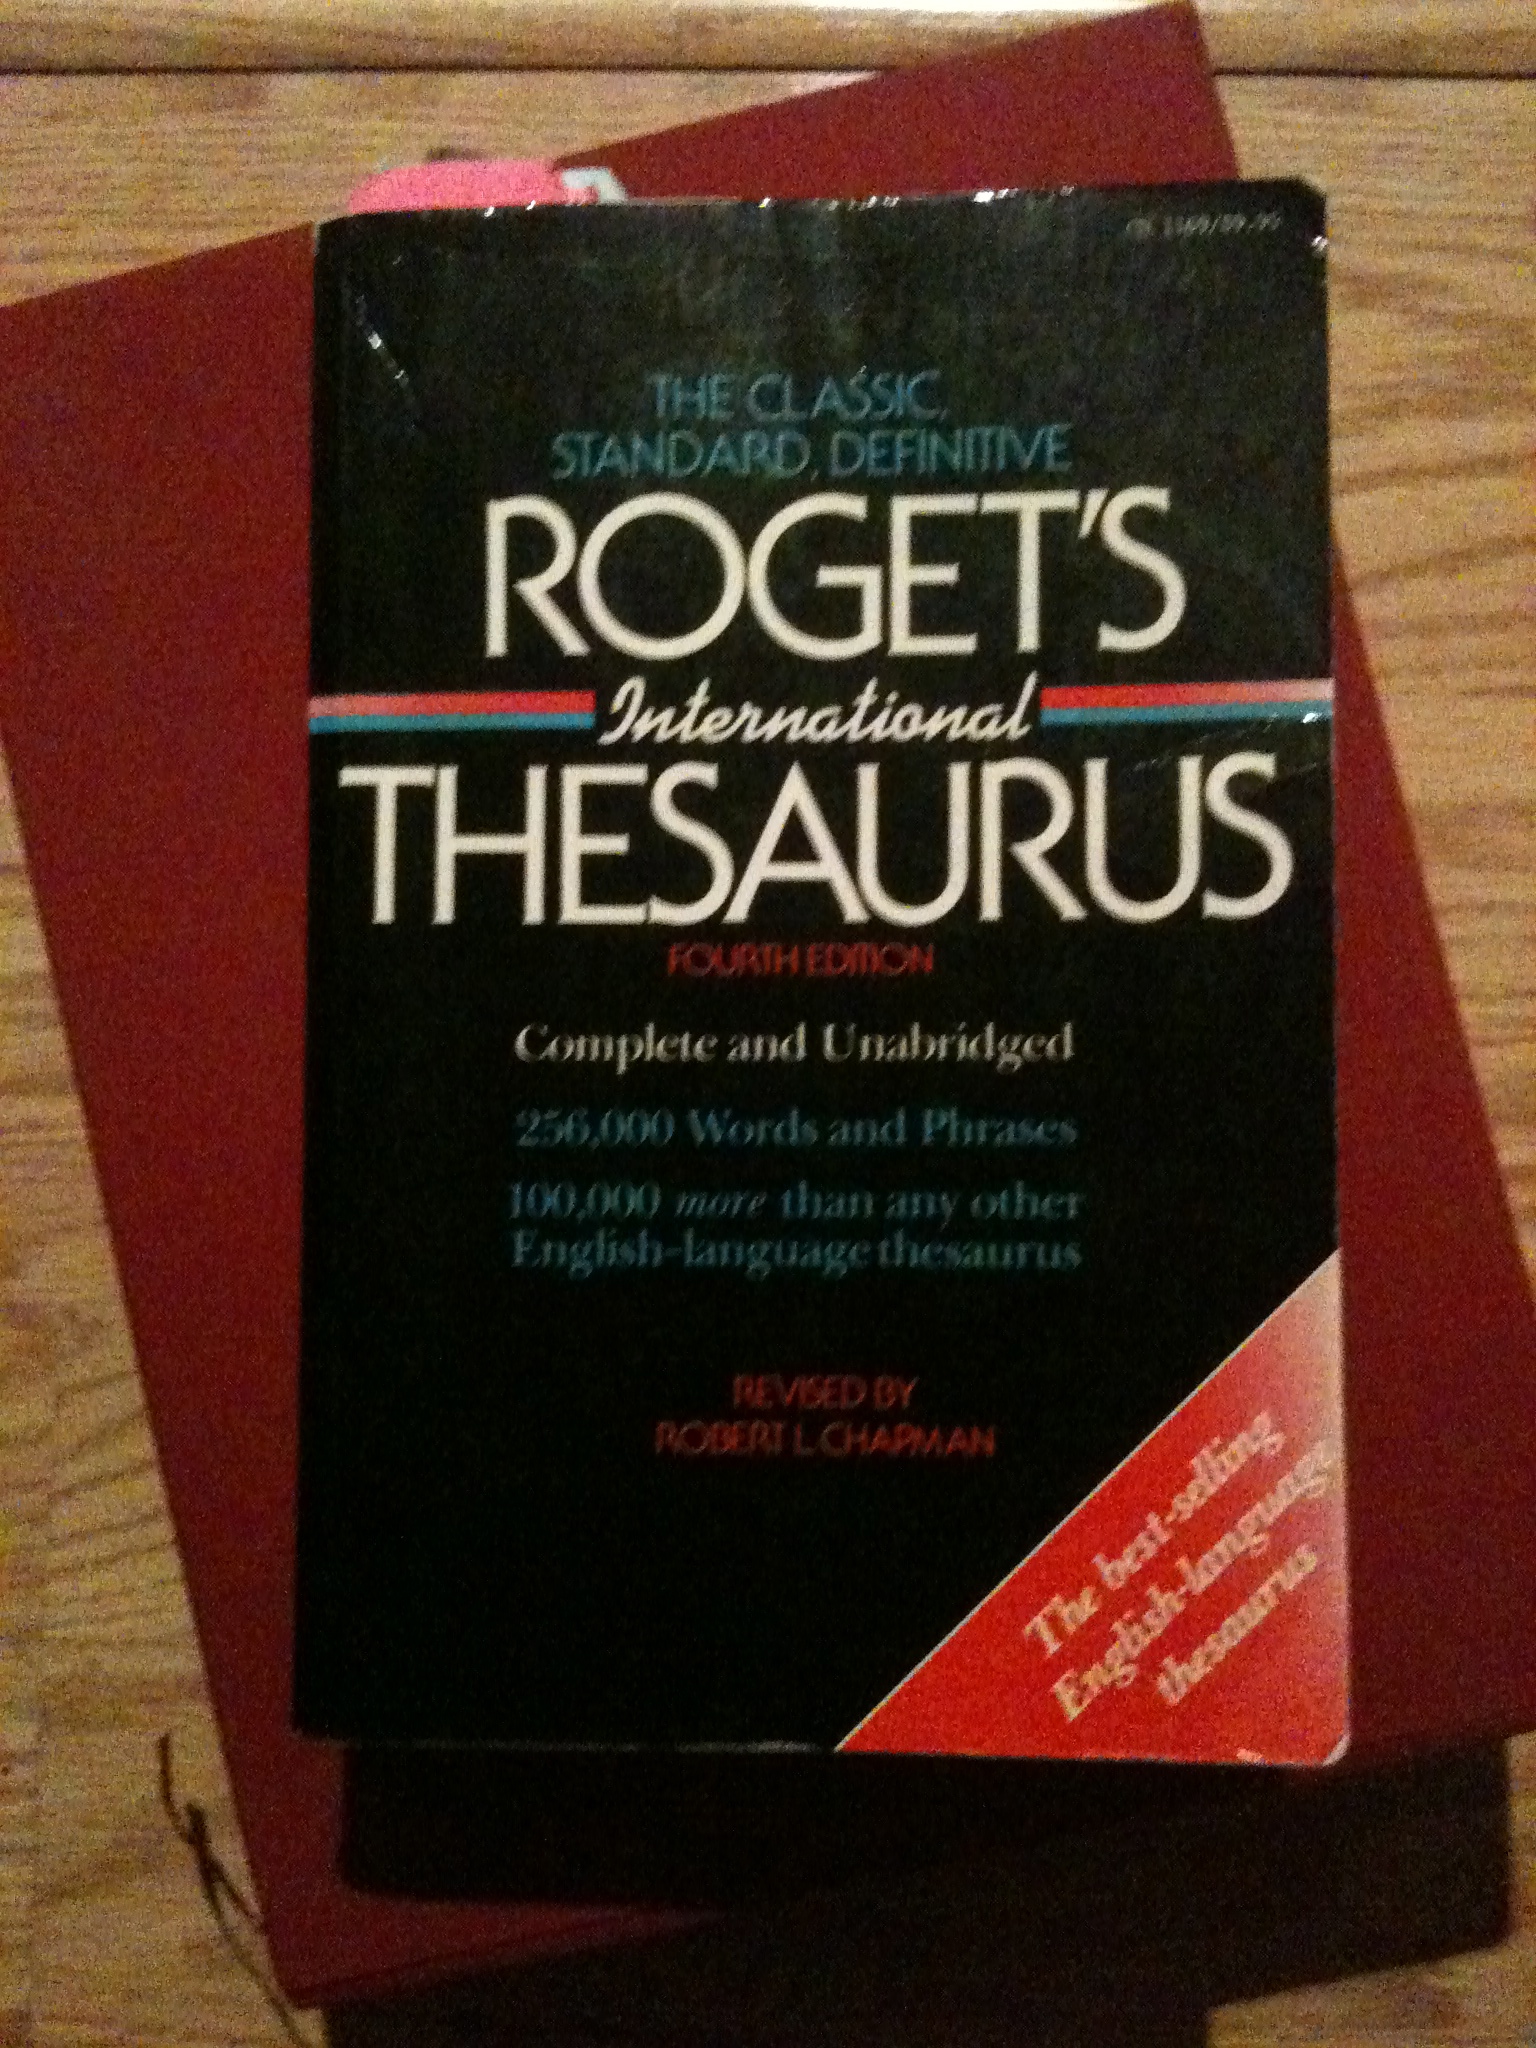 THE CLASSIC,
STANDARD, DEFINITIVE
ROGET'S
International
THESAURUS
FOURTH EDITION
Complete and Unabridged
256,000 Words and Phrases
100,000 more than any other
English-language thesaurus
REVISED BY
ROBERT L. CHAPMAN
The best-selling
English-language
thesaurus